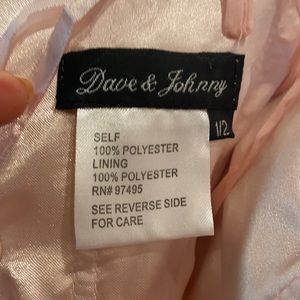 Dave & Johnny
1/2
SELF
100% POLYESTER
LINING
100% POLYESTER
RN# 97495
SEE REVERSE SIDE
FOR CARE